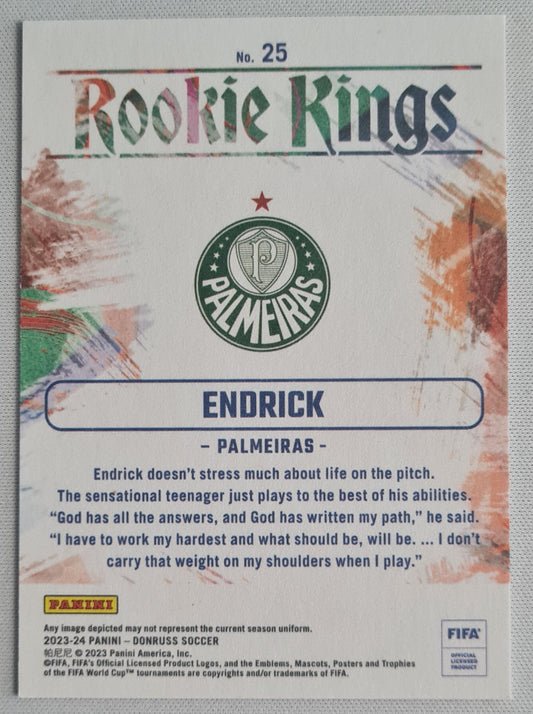 No. 25
Rookie Kings
P
PALMEIRAS
ENDRICK
– PALMEIRAS –
Endrick doesn't stress much about life on the pitch.
The sensational teenager just plays to the best of his abilities.
“God has all the answers, and God has written my path,” he said.
“I have to work my hardest and what should be, will be. ... I don't
carry that weight on my shoulders when I play.”
PANINI
Any image depicted may not represent the current season uniform.
2023-24 PANINI – DONRUSS SOCCER
帕尼尼 © 2023 Panini America, Inc.
©FIFA, FIFA's Official Licensed Product Logos, and the Emblems, Mascots, Posters and Trophies
of the FIFA World Cup™ tournaments are copyrights and/or trademarks of FIFA.
FIFA®
OFFICIAL
LICENSED
PRODUCT